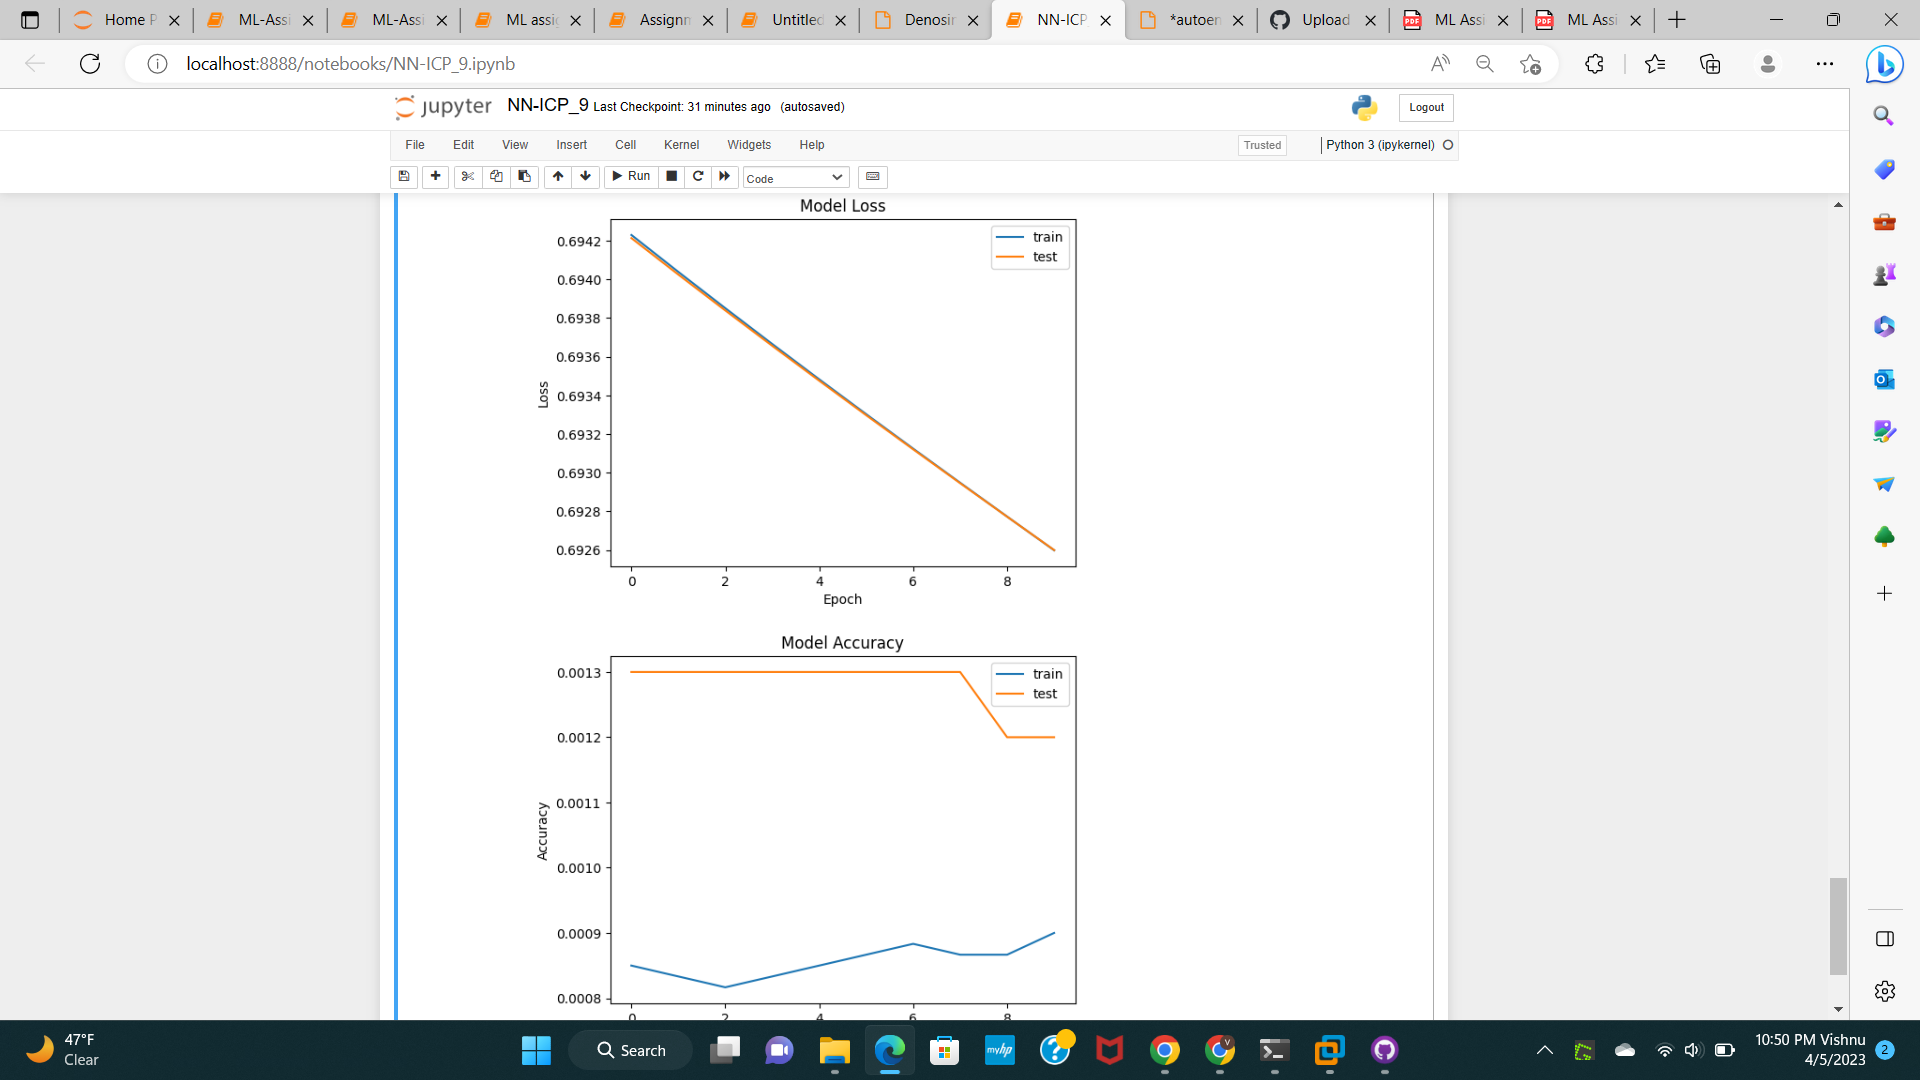 Home P
ML-Assi
ML-Assi
ML assig
Assignm
Untitled
Denosin
NN-ICP
*autoen
Upload
ML Assi
ML Assi
localhost:8888/notebooks/NN-ICP_9.ipynb
jupyter NN-ICP_9 Last Checkpoint: 31 minutes ago (autosaved)
Logout
File Edit View Insert Cell Kernel Widgets Help
Trusted
Python 3 (ipykernel)
Run
Code
Model Loss
train
test
0.6942
0.6940
0.6938
0.6936
0.6934
0.6932
0.6930
0.6928
0.6926
Loss
0 2 4 6 8
Epoch
Model Accuracy
train
test
0.0013
0.0012
0.0011
0.0010
0.0009
0.0008
Accuracy
0 2 4 6 8
47°F
Clear
Search
10:50 PM Vishnu
4/5/2023
2